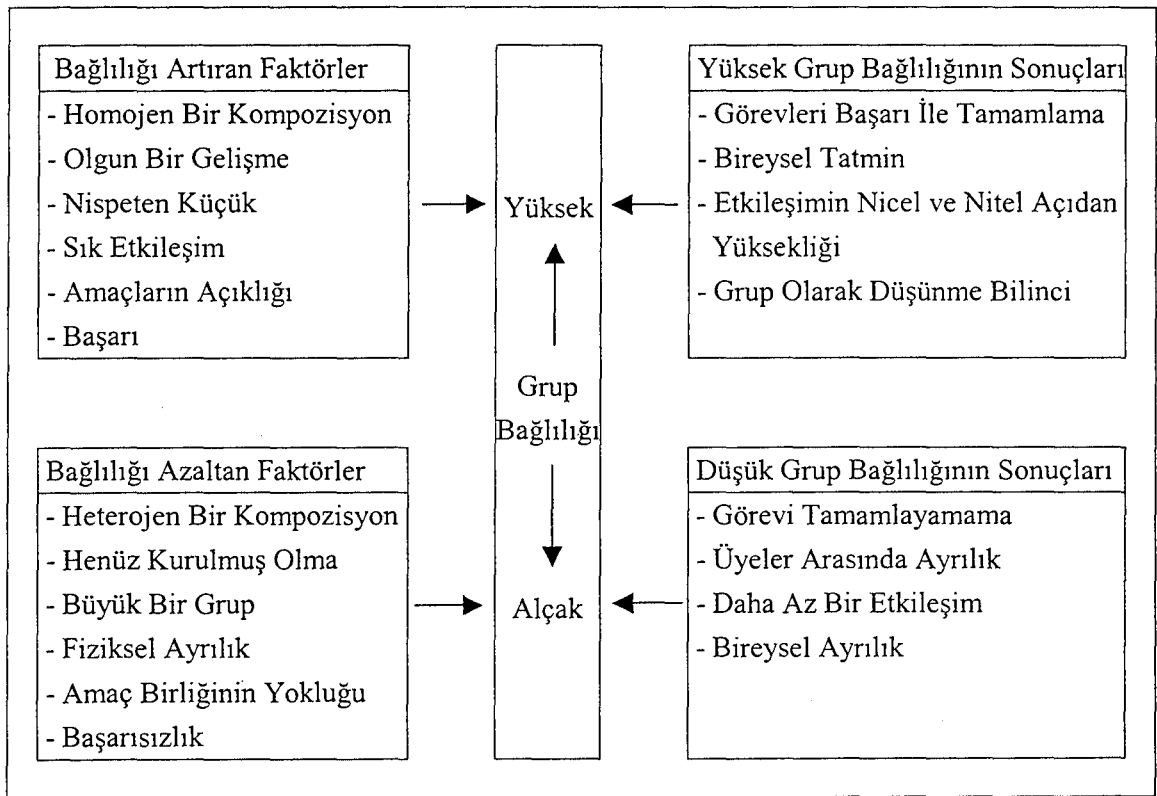 Bağlılığı Artıran Faktörler
- Homojen Bir Kompozisyon
- Olgun Bir Gelişme
- Nispeten Küçük
- Sık Etkileşim
- Amaçların Açıklığı
- Başarı
Yüksek
Grup
Bağlılığı
Alçak
Yüksek Grup Bağlılığının Sonuçları
- Görevleri Başarı İle Tamamlama
- Bireysel Tatmin
- Etkileşimin Nicel ve Nitel Açıdan
Yüksekliği
- Grup Olarak Düşünme Bilinci
Bağlılığı Azaltan Faktörler
- Heterojen Bir Kompozisyon
- Henüz Kurulmuş Olma
- Büyük Bir Grup
- Fiziksel Ayrılık
- Amaç Birliğinin Yokluğu
- Başarısızlık
Düşük Grup Bağlılığının Sonuçları
- Görevi Tamamlayamama
- Üyeler Arasında Ayrılık
- Daha Az Bir Etkileşim
- Bireysel Ayrılık